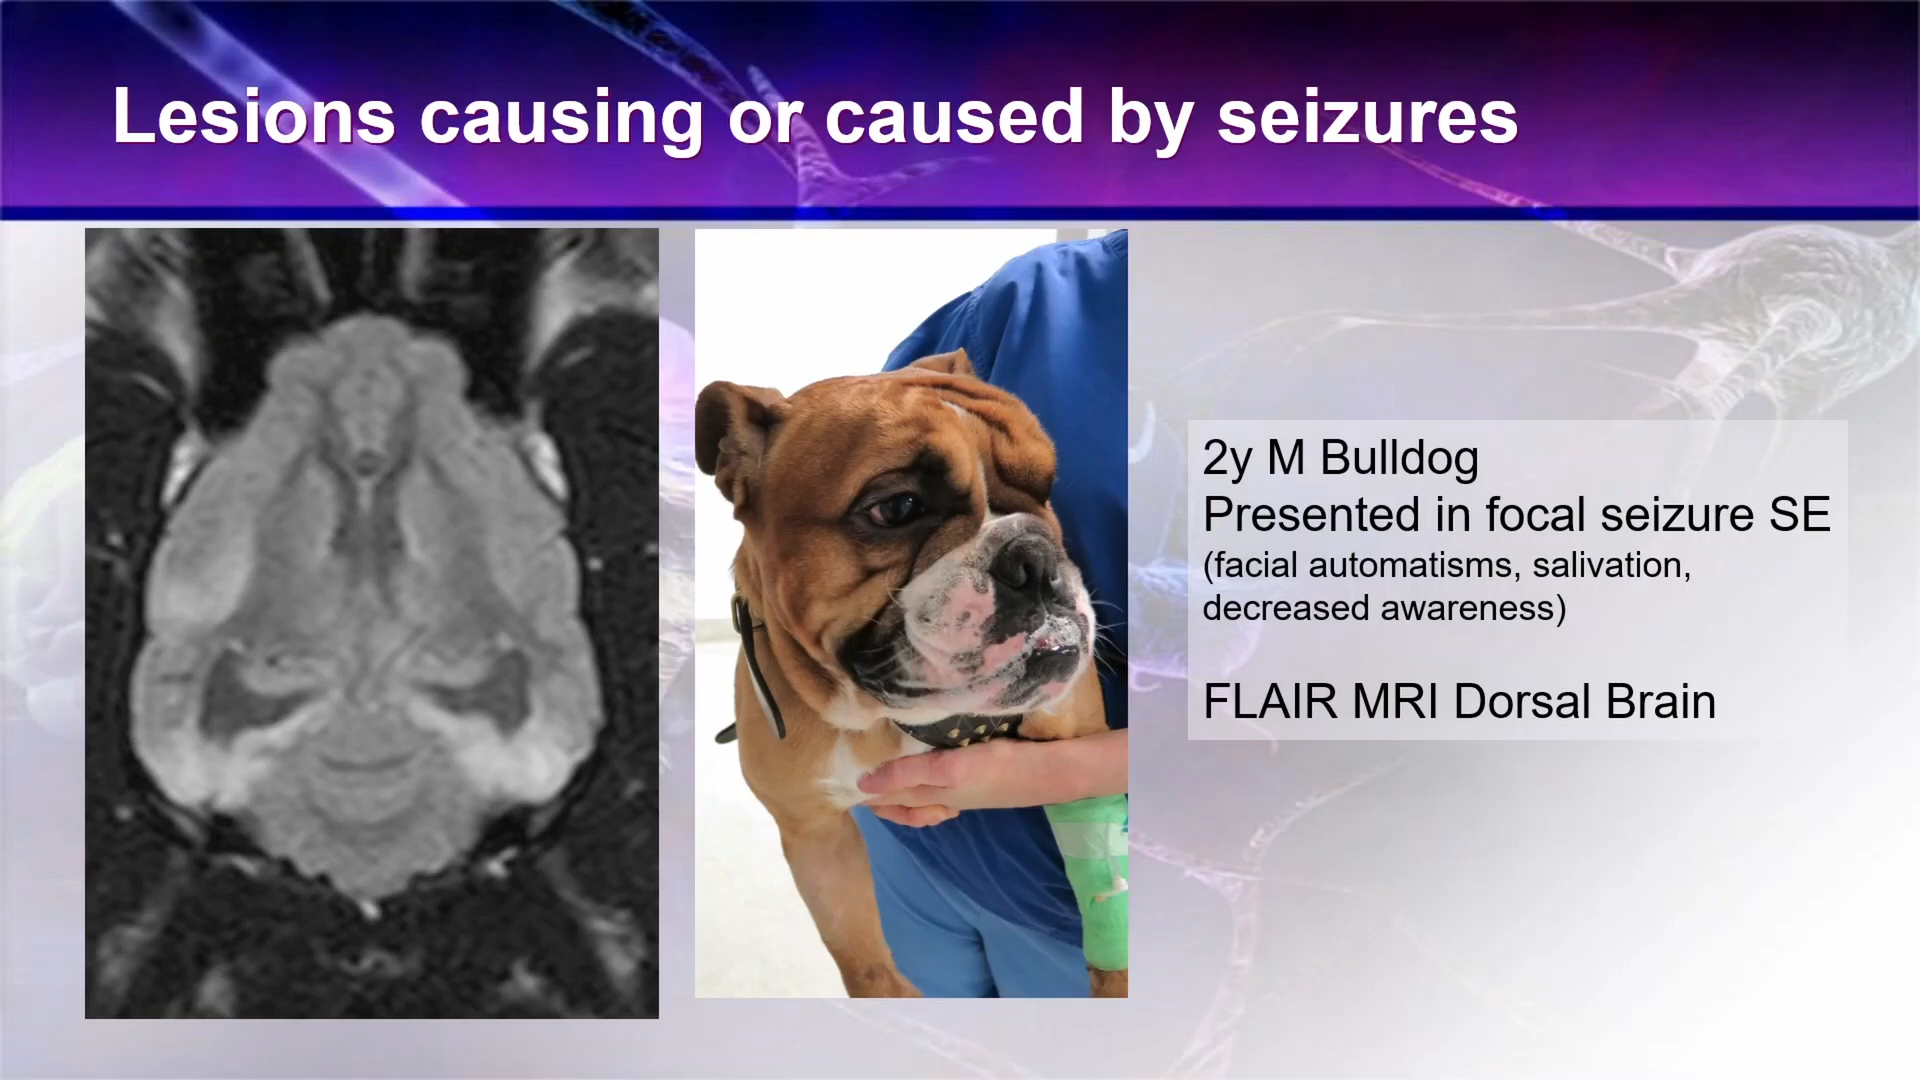 Lesions causing or caused by seizures
2y M Bulldog
Presented in focal seizure SE
(facial automatisms, salivation,
decreased awareness)
FLAIR MRI Dorsal Brain